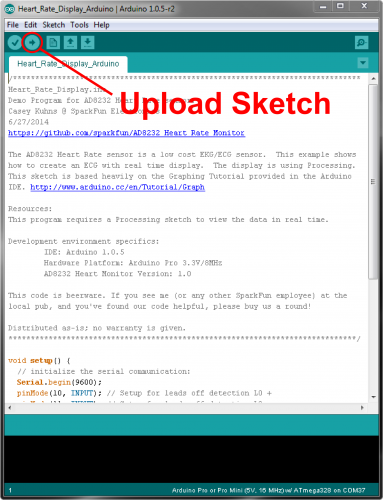 Heart_Rate_Display_Arduino | Arduino 1.0.5-r2
File Edit Sketch Tools Help
Heart_Rate_Display_Arduino
Upload Sketch
/******************************************************************************
Heart_Rate_Display.in
Demo Program for AD8232 Hea
Casey Kuhns @ SparkFun Ele
6/27/2014
https://github.com/sparkfun/AD8232_Heart_Rate_Monitor
The AD8232 Heart Rate sensor is a low cost EKG/ECG sensor. This example shows
how to create an ECG with real time display. The display is using Processing.
This sketch is based heavily on the Graphing Tutorial provided in the Arduino
IDE. http://www.arduino.cc/en/Tutorial/Graph
Resources:
This program requires a Processing sketch to view the data in real time.
Development environment specifics:
IDE: Arduino 1.0.5
Hardware Platform: Arduino Pro 3.3V/8MHz
AD8232 Heart Monitor Version: 1.0
This code is beerware. If you see me (or any other SparkFun employee) at the
local pub, and you've found our code helpful, please buy us a round!
Distributed as-is; no warranty is given.
******************************************************************************/
void setup() {
// initialize the serial communication:
Serial.begin(9600);
pinMode(10, INPUT); // Setup for leads off detection LO +
1
Arduino Pro or Pro Mini (5V, 16 MHz) w/ ATmega328 on COM37